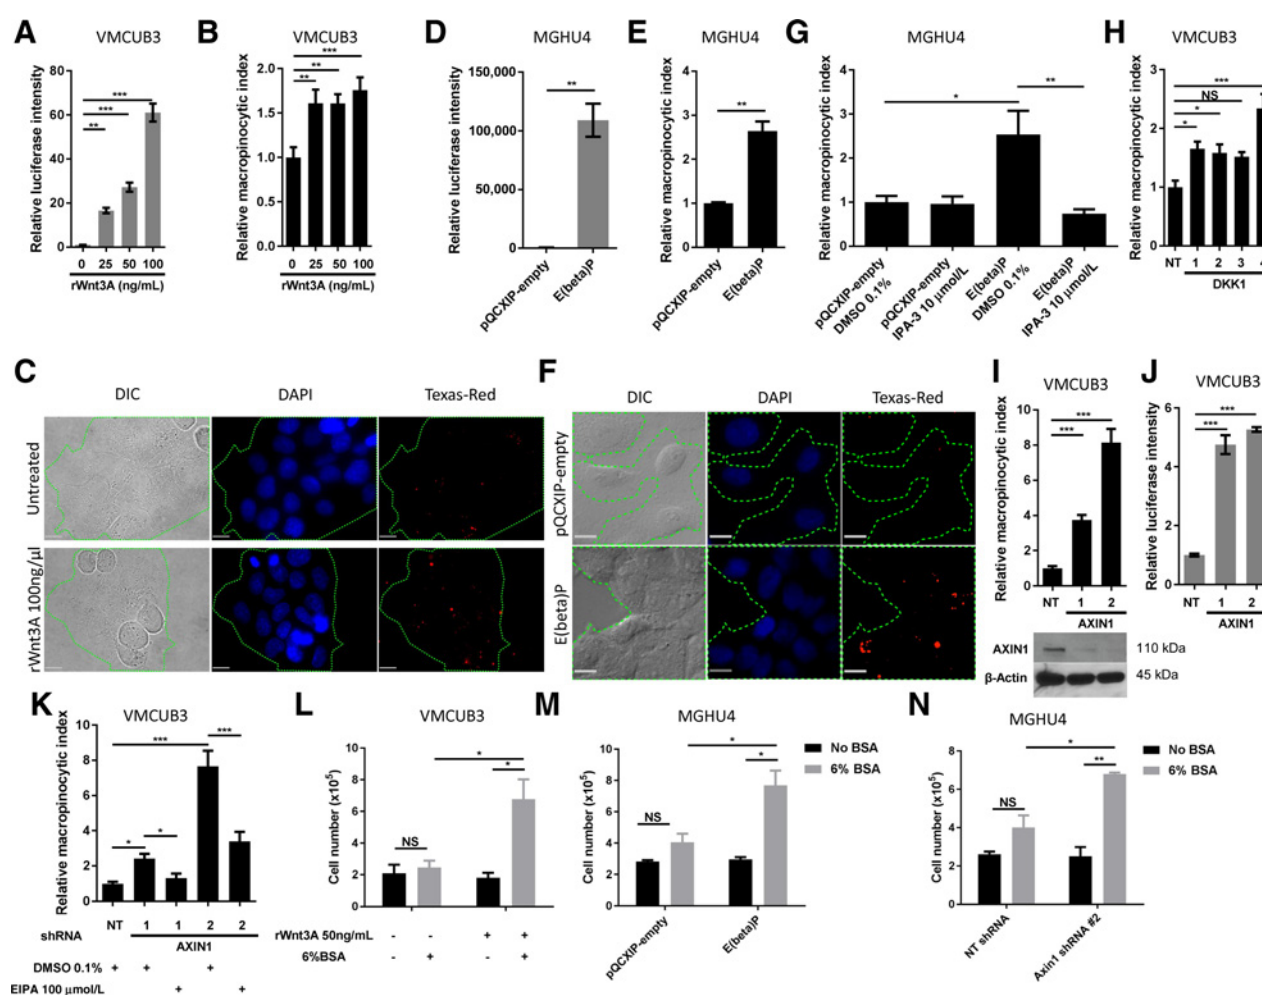 A
VMCUB3
Relative luciferase intensity
80
60
40
20
0
***
***
**
0 25 50 100
rWnt3A (ng/mL)
B
VMCUB3
Relative macropinocytic index
2.0
1.5
1.0
0.5
0.0
***
**
**
0 25 50 100
rWnt3A (ng/mL)
D
MGHU4
Relative luciferase intensity
150,000
100,000
50,000
0
**
pQCXIP-empty
E(beta)P
E
MGHU4
Relative macropinocytic index
4
3
2
1
0
**
pQCXIP-empty
E(beta)P
G
MGHU4
Relative macropinocytic index
4
3
2
1
0
*
**
pQCXIP-empty
DMSO 0.1%
pQCXIP-empty
IPA-3 10 μmol/L
E(beta)P
DMSO 0.1%
E(beta)P
IPA-3 10 μmol/L
H
VMCUB3
Relative macropinocytic index
3
2
1
0
***
NS
*
*
NT 1 2 3
DKK1
C
DIC DAPI Texas-Red
Untreated
rWnt3A 100ng/μl
F
DIC DAPI Texas-Red
pQCXIP-empty
E(beta)P
I
VMCUB3
Relative macropinocytic index
10
8
6
4
2
0
***
***
NT 1 2
AXIN1
AXIN1 110 kDa
β-Actin 45 kDa
J
VMCUB3
Relative luciferase intensity
6
4
2
0
***
***
NT 1 2
AXIN1
K
VMCUB3
Relative macropinocytic index
10
8
6
4
2
0
***
***
*
*
shRNA NT 1 1 2 2
AXIN1
DMSO 0.1% + + +
EIPA 100 μmol/L + +
L
VMCUB3
Cell number (x10⁵)
10
8
6
4
2
0
NS
*
*
rWnt3A 50ng/mL - - + +
6%BSA - + - +
M
MGHU4
Cell number (x10⁵)
10
8
6
4
2
0
NS
*
*
No BSA
6% BSA
pQCXIP-empty
E(beta)P
N
MGHU4
Cell number (x10⁵)
8
6
4
2
0
NS
*
**
No BSA
6% BSA
NT shRNA
Axin1 shRNA #2